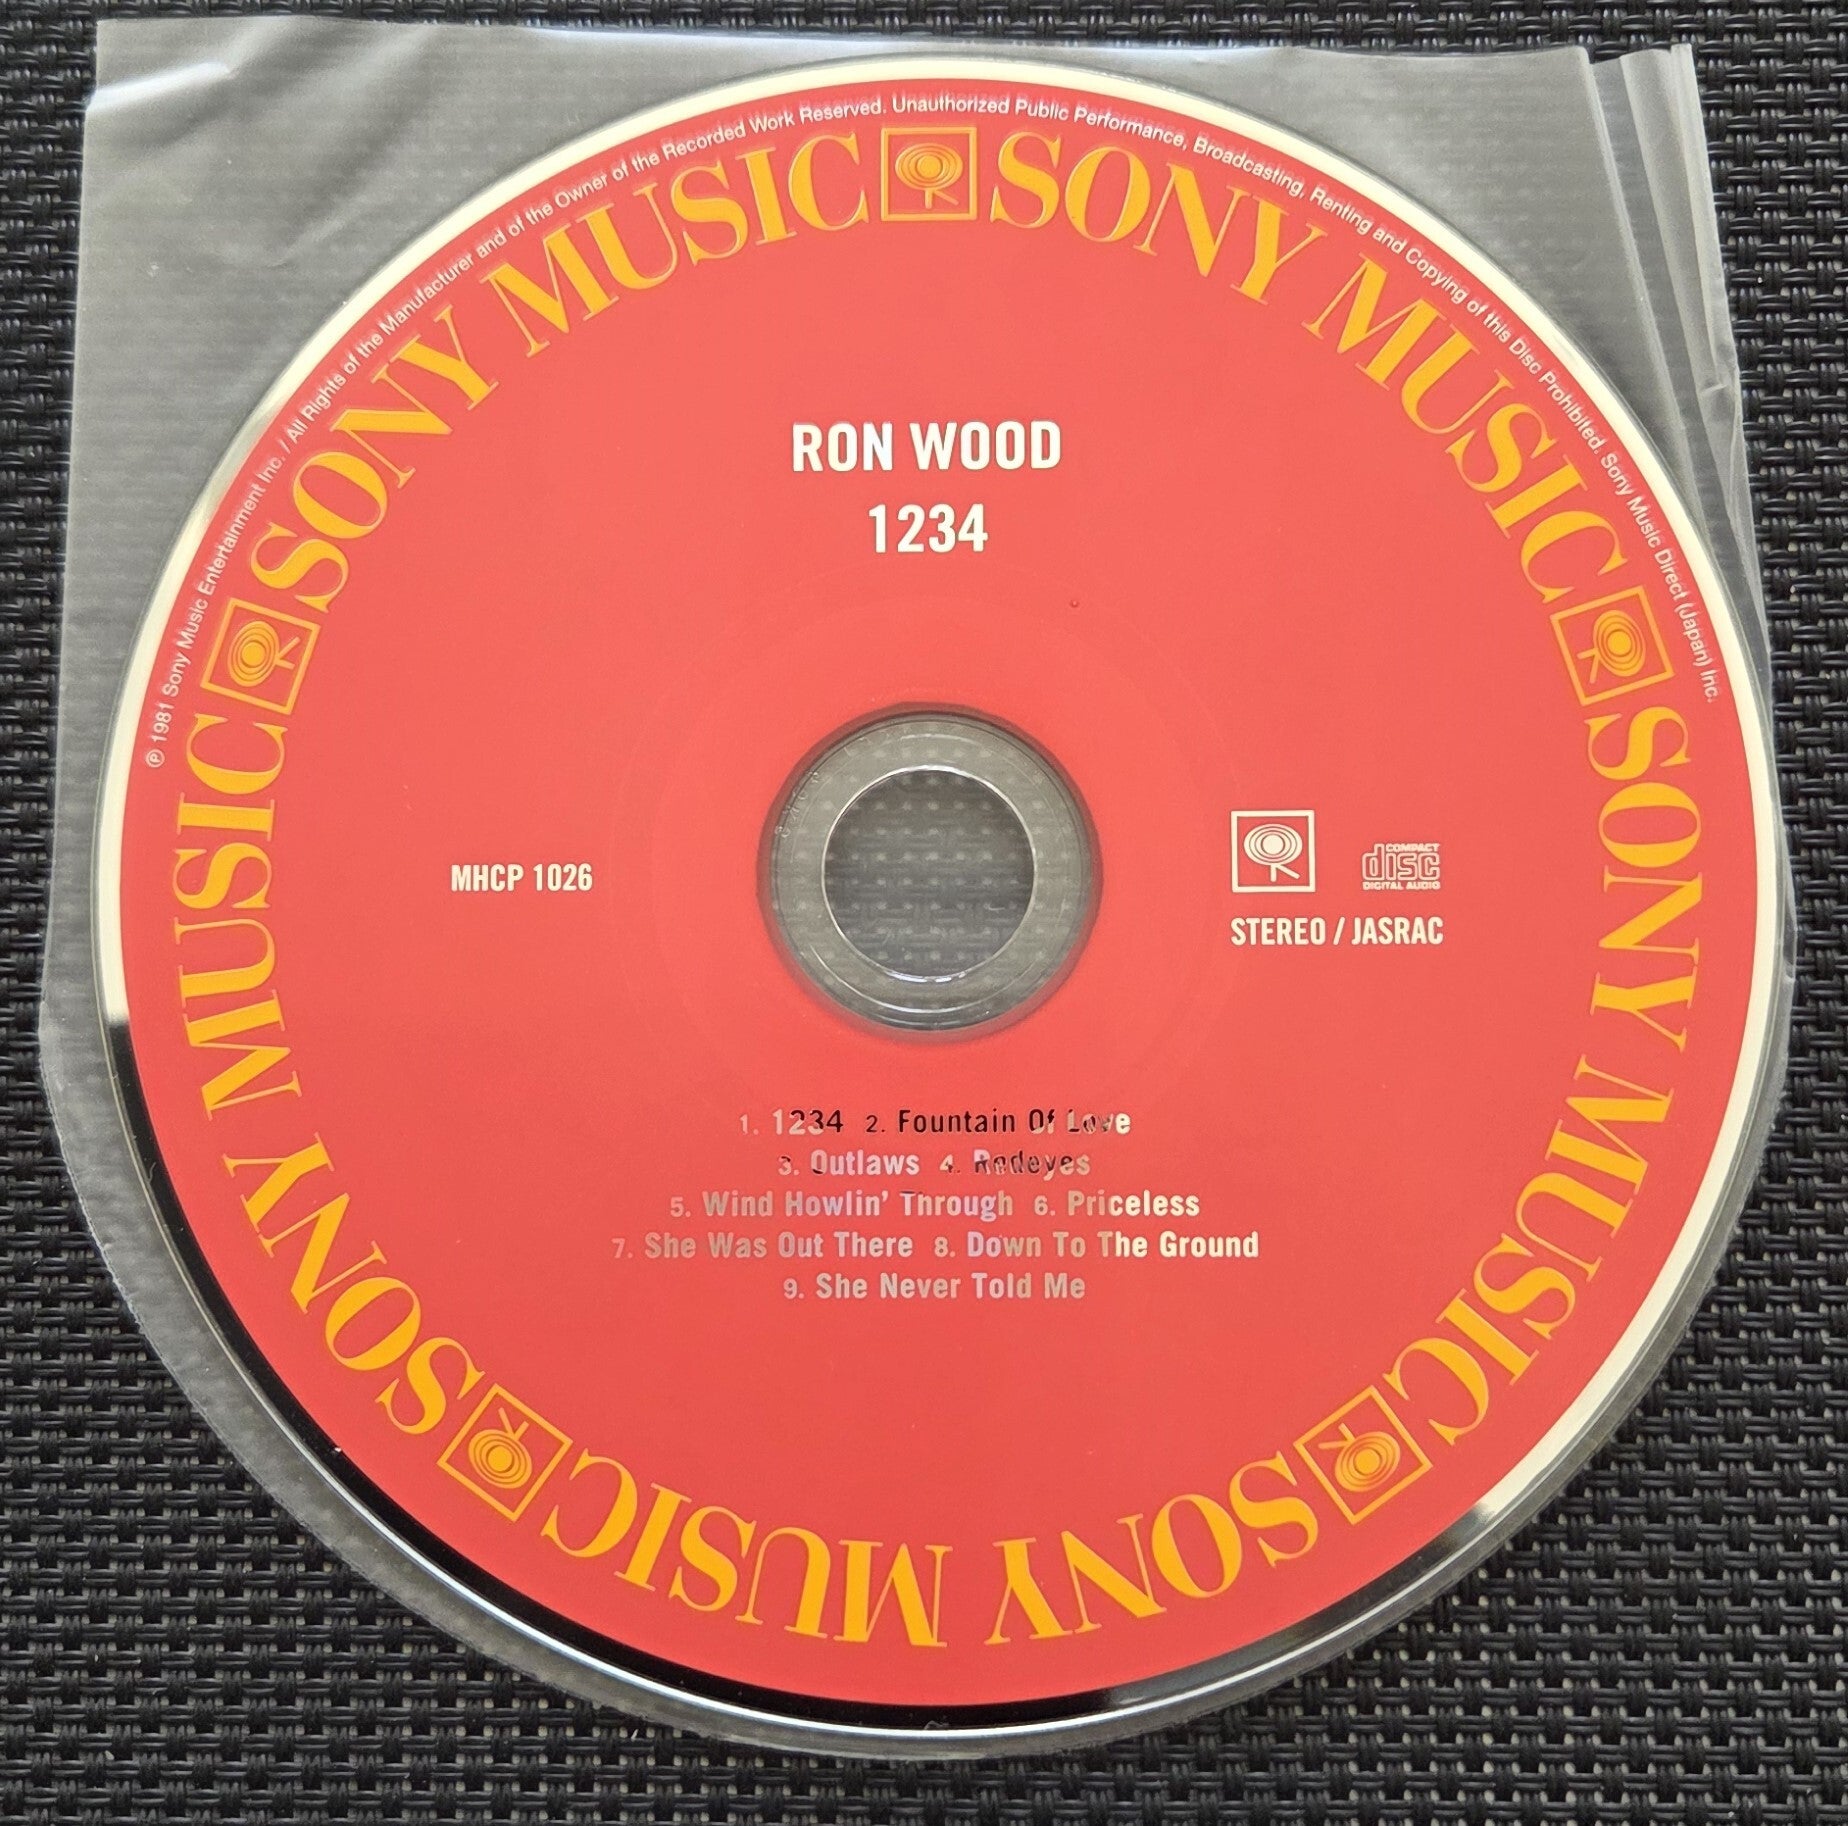 ℗ 1981 Sony Music Entertainment Inc. / All Rights of the Manufacturer and of the Owner of the Recorded Work Reserved. Unauthorized Public Performance, Broadcasting, Renting and Copying of this Disc Prohibited. Sony Music Direct (Japan) Inc.
SONY MUSIC SONY MUSIC SONY MUSIC SONY MUSIC SONY MUSIC
RON WOOD
1234
MHCP 1026
COMPACT
disc
DIGITAL AUDIO
STEREO / JASRAC
1. 1234 2. Fountain Of Love
3. Outlaws 4. Redeyes
5. Wind Howlin' Through 6. Priceless
7. She Was Out There 8. Down To The Ground
9. She Never Told Me